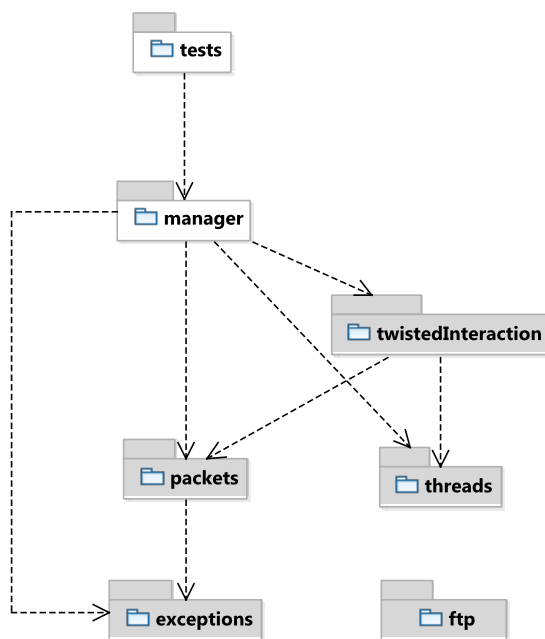 tests
manager
twistedInteraction
packets
threads
exceptions
ftp